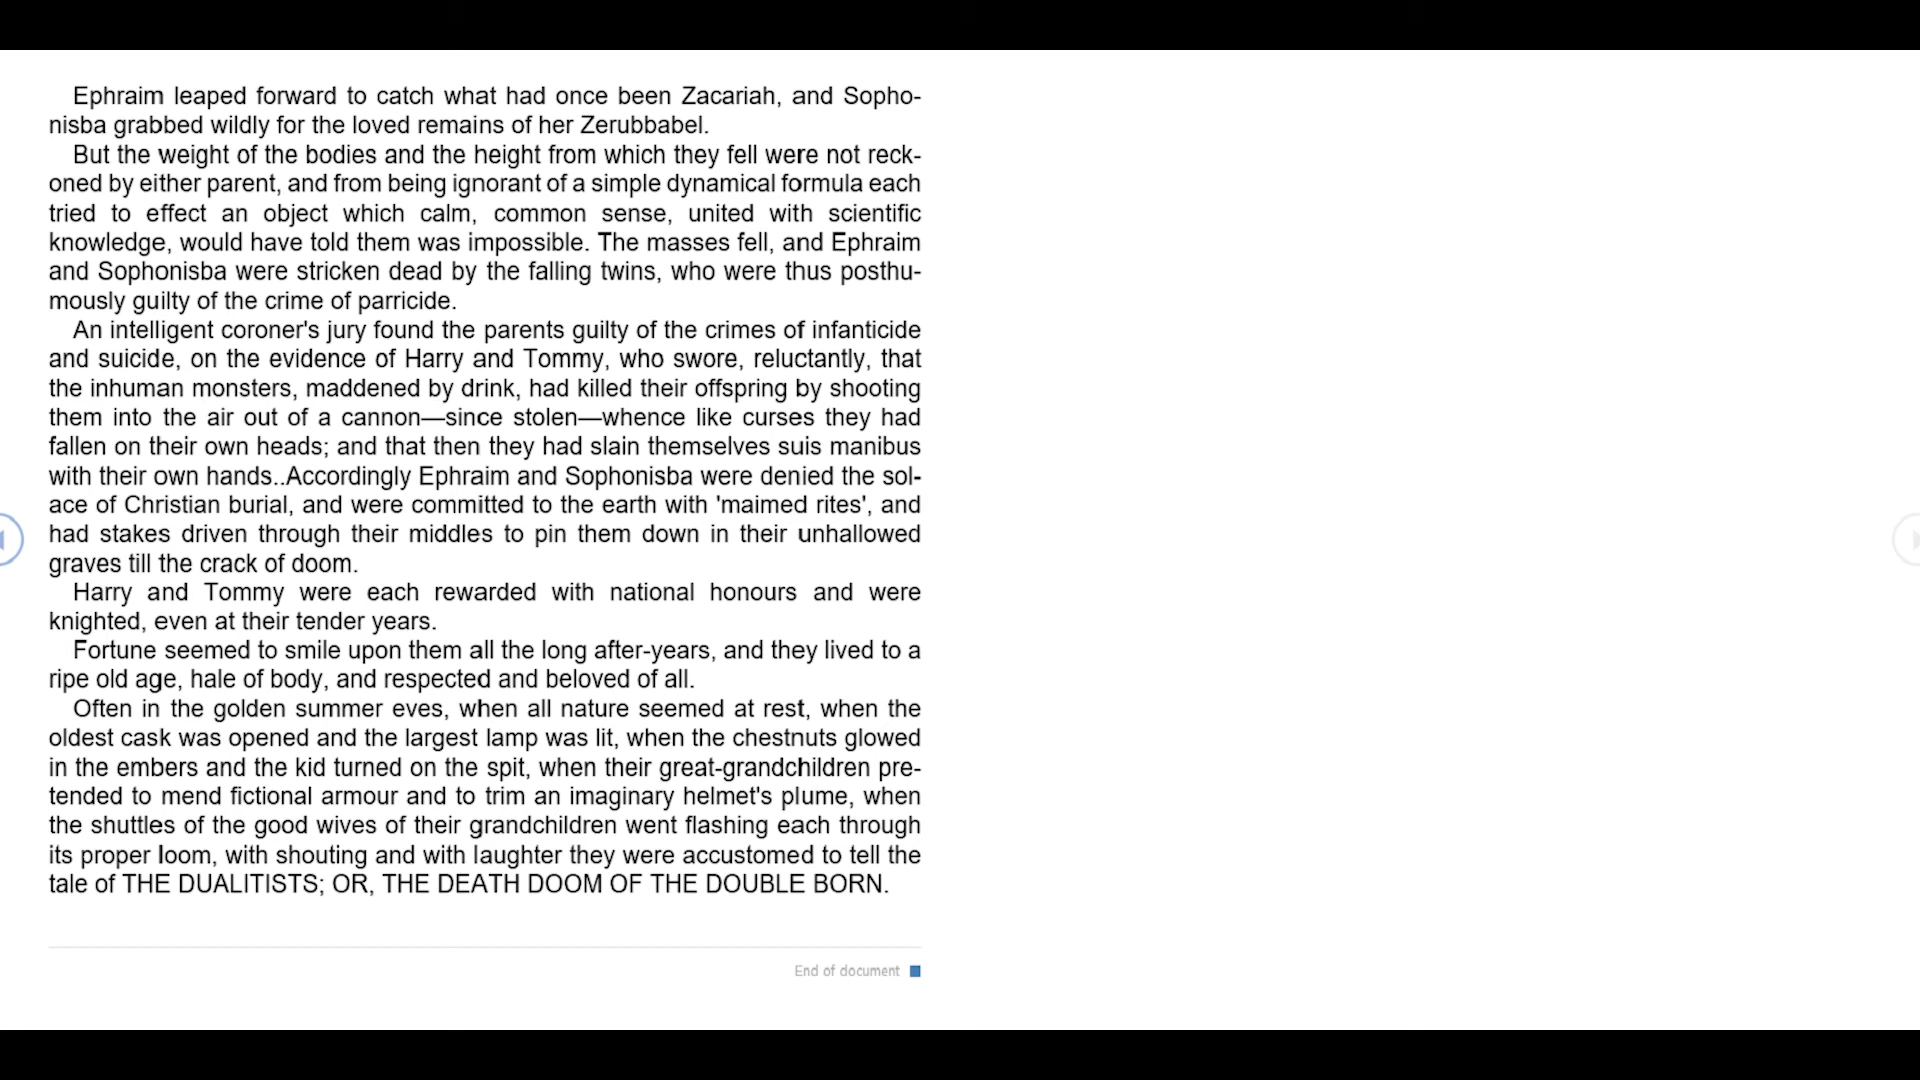 Ephraim leaped forward to catch what had once been Zacariah, and Sopho-
nisba grabbed wildly for the loved remains of her Zerubbabel.
But the weight of the bodies and the height from which they fell were not reck-
oned by either parent, and from being ignorant of a simple dynamical formula each
tried to effect an object which calm, common sense, united with scientific
knowledge, would have told them was impossible. The masses fell, and Ephraim
and Sophonisba were stricken dead by the falling twins, who were thus posthu-
mously guilty of the crime of parricide.
An intelligent coroner's jury found the parents guilty of the crimes of infanticide
and suicide, on the evidence of Harry and Tommy, who swore, reluctantly, that
the inhuman monsters, maddened by drink, had killed their offspring by shooting
them into the air out of a cannon—since stolen—whence like curses they had
fallen on their own heads; and that then they had slain themselves suis manibus
with their own hands..Accordingly Ephraim and Sophonisba were denied the sol-
ace of Christian burial, and were committed to the earth with 'maimed rites', and
had stakes driven through their middles to pin them down in their unhallowed
graves till the crack of doom.
Harry and Tommy were each rewarded with national honours and were
knighted, even at their tender years.
Fortune seemed to smile upon them all the long after-years, and they lived to a
ripe old age, hale of body, and respected and beloved of all.
Often in the golden summer eves, when all nature seemed at rest, when the
oldest cask was opened and the largest lamp was lit, when the chestnuts glowed
in the embers and the kid turned on the spit, when their great-grandchildren pre-
tended to mend fictional armour and to trim an imaginary helmet's plume, when
the shuttles of the good wives of their grandchildren went flashing each through
its proper loom, with shouting and with laughter they were accustomed to tell the
tale of THE DUALITISTS; OR, THE DEATH DOOM OF THE DOUBLE BORN.
End of document